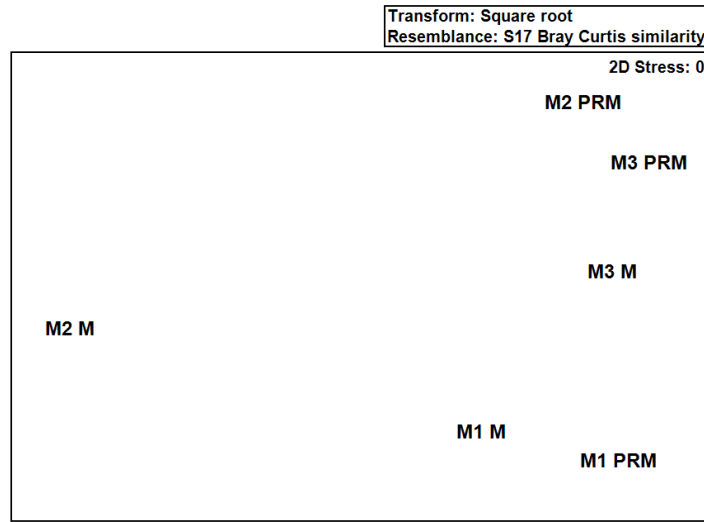 Transform: Square root
Resemblance: S17 Bray Curtis similarity
2D Stress: 0
M2 PRM
M3 PRM
M3 M
M2 M
M1 M
M1 PRM